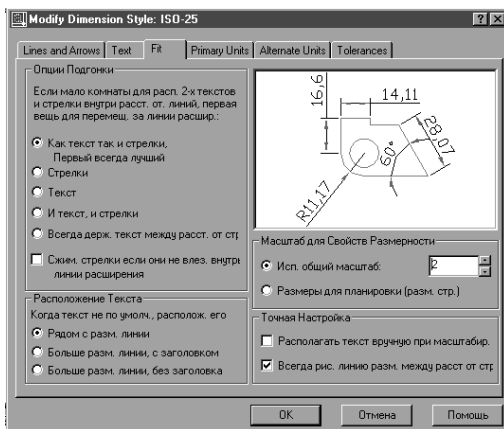 Modify Dimension Style: ISO-25
Lines and Arrows Text Fit Primary Units Alternate Units Tolerances
Опции Подгонки
Если мало комнаты для расп. 2-х текстов
и стрелки внутри расст. от. линий, первая
вещь для перемещ. за линии расшир.:
Как текст так и стрелки,
Первый всегда лучший
Стрелки
Текст
И текст, и стрелки
Всегда держ. текст между расст. от стр
Сжим. стрелки если они не влез. внутрь
линии расширения
Расположение Текста
Когда текст не по умолч., располож. его
Рядом с разм. линии
Больше разм. линии, с заголовком
Больше разм. линии, без заголовка
16,6
14,11
28,07
60°
R11,17
Масштаб для Свойств Размерности
Исп. общий масштаб:
2
Размеры для планировки (разм. стр.)
Точная Настройка
Располагать текст вручную при масштабир.
Всегда рис. линию разм. между расст от стр
OK Отмена Помощь